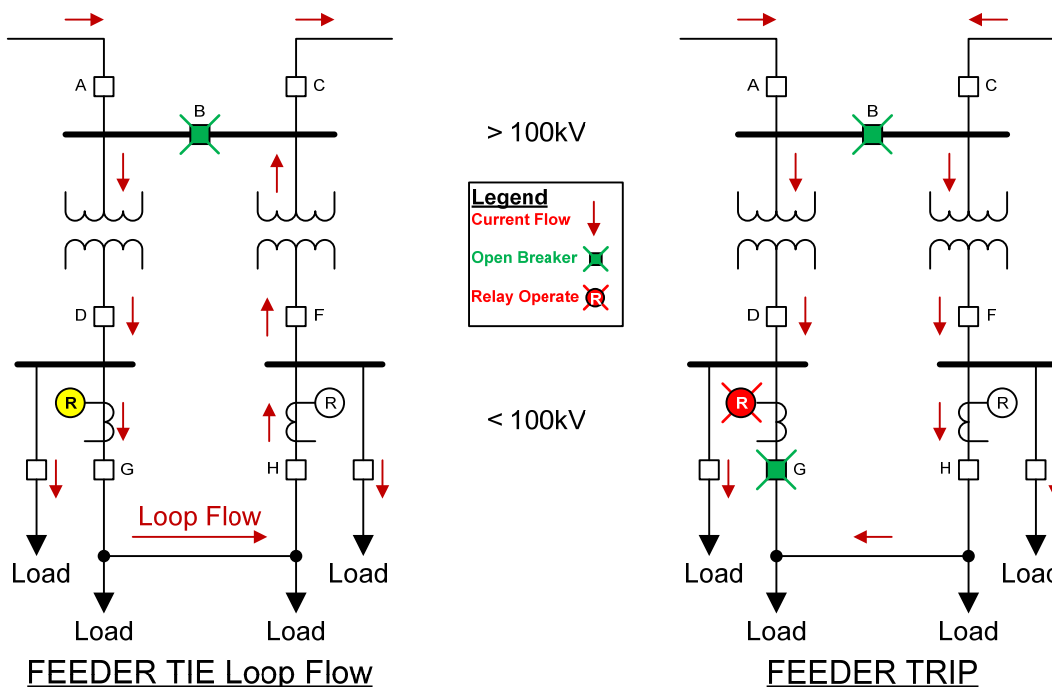 A
C
B
D
F
R
R
G
H
Loop Flow
Load
Load
Load
Load
FEEDER TIE Loop Flow
> 100kV
Legend
Current Flow
Open Breaker
Relay Operate R
< 100kV
A
C
B
D
F
R
R
G
H
Load
Load
Load
Load
FEEDER TRIP